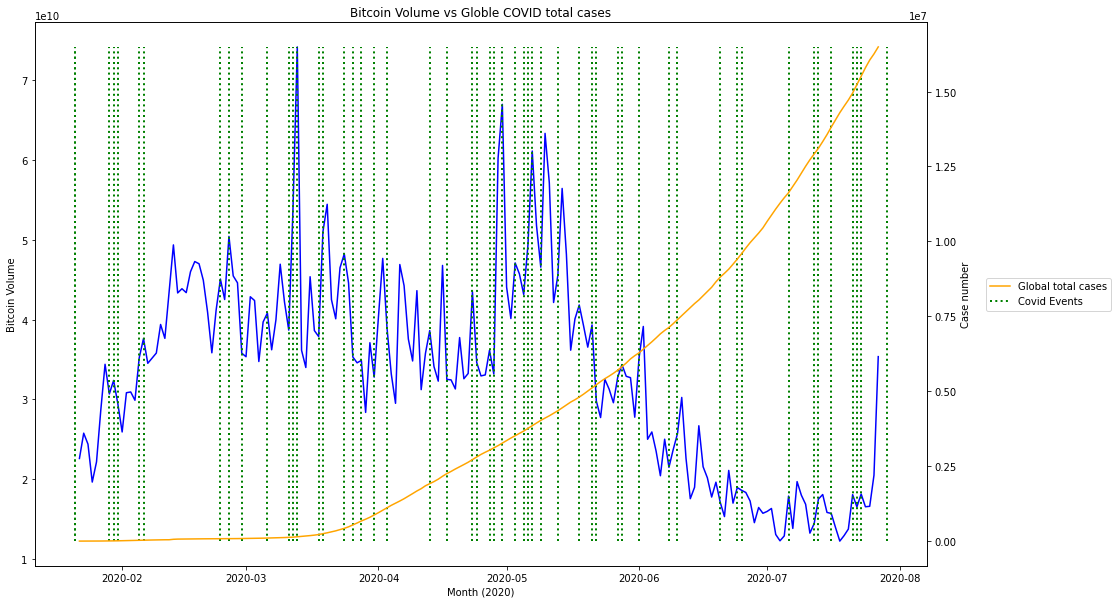 Bitcoin Volume vs Globle COVID total cases
1e10
1e7
7
6
5
4
3
2
1
Bitcoin Volume
1.50
1.25
1.00
0.75
0.50
0.25
0.00
Case number
Global total cases
Covid Events
2020-02
2020-03
2020-04
2020-05
2020-06
2020-07
2020-08
Month (2020)